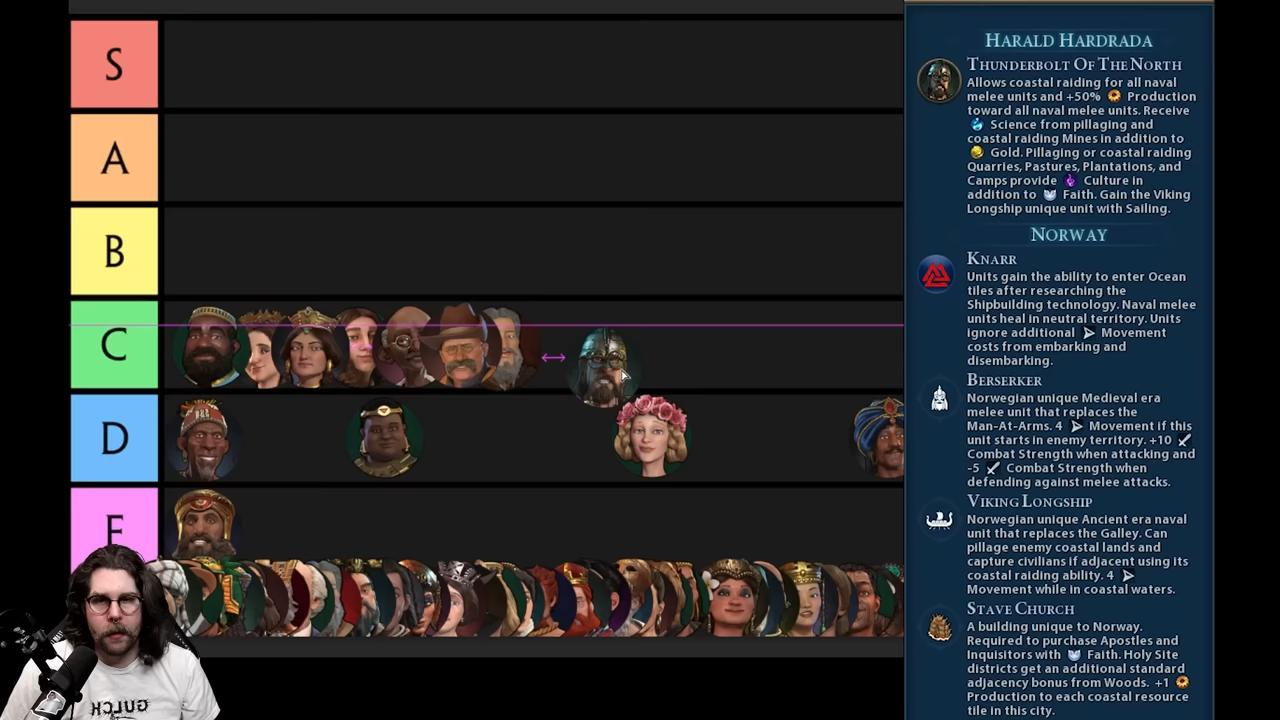 S
A
B
C
D
F
GULCH
HARALD HARDRADA
THUNDERBOLT OF THE NORTH
Allows coastal raiding for all naval
melee units and +50% Production
toward all naval melee units. Receive
Science from pillaging and
coastal raiding Mines in addition to
Gold. Pillaging or coastal raiding
Quarries, Pastures, Plantations, and
Camps provide Culture in
addition to Faith. Gain the Viking
Longship unique unit with Sailing.
NORWAY
KNARR
Units gain the ability to enter Ocean
tiles after researching the
Shipbuilding technology. Naval melee
units heal in neutral territory. Units
ignore additional Movement
costs from embarking and
disembarking.
BERSERKER
Norwegian unique Medieval era
melee unit that replaces the
Man-At-Arms. 4 Movement if this
unit starts in enemy territory. +10
Combat Strength when attacking and
-5 Combat Strength when
defending against melee attacks.
VIKING LONGSHIP
Norwegian unique Ancient era naval
unit that replaces the Galley. Can
pillage enemy coastal lands and
capture civilians if adjacent using its
coastal raiding ability. 4
Movement while in coastal waters.
STAVE CHURCH
A building unique to Norway.
Required to purchase Apostles and
Inquisitors with Faith. Holy Site
districts get an additional standard
adjacency bonus from Woods. +1
Production to each coastal resource
tile in this city.